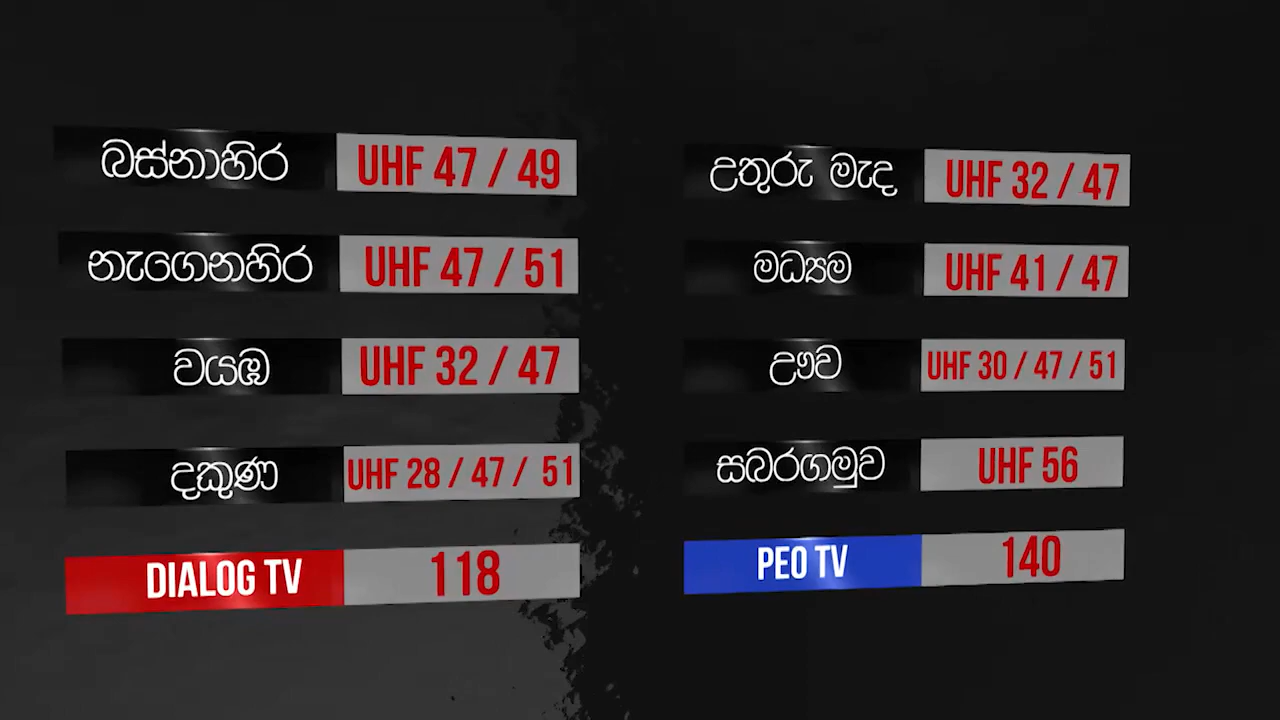 බස්නාහිර UHF 47 / 49
නැගෙනහිර UHF 47 / 51
වයඹ UHF 32 / 47
දකුණ UHF 28 / 47 / 51
DIALOG TV 118
උතුරු මැද UHF 32 / 47
මධ්‍යම UHF 41 / 47
ඌව UHF 30 / 47 / 51
සබරගමුව UHF 56
PEO TV 140